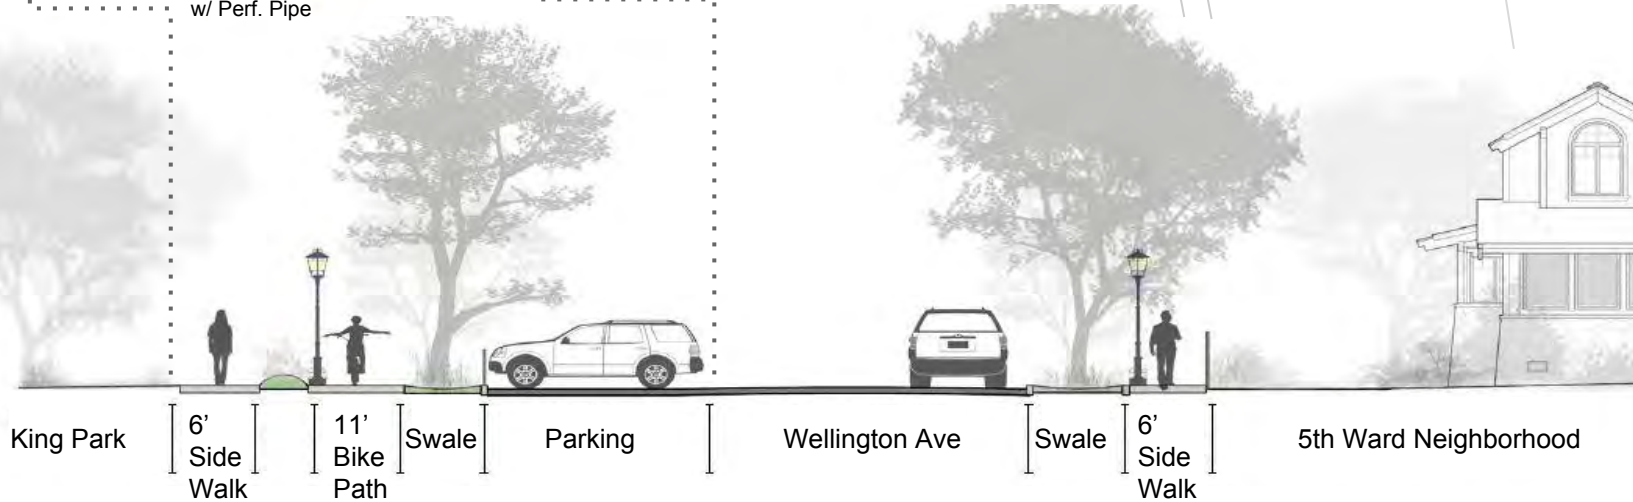 w/ Perf. Pipe
King Park
6’
Side
Walk
11’
Bike
Path
Swale
Parking
Wellington Ave
Swale
6’
Side
Walk
5th Ward Neighborhood